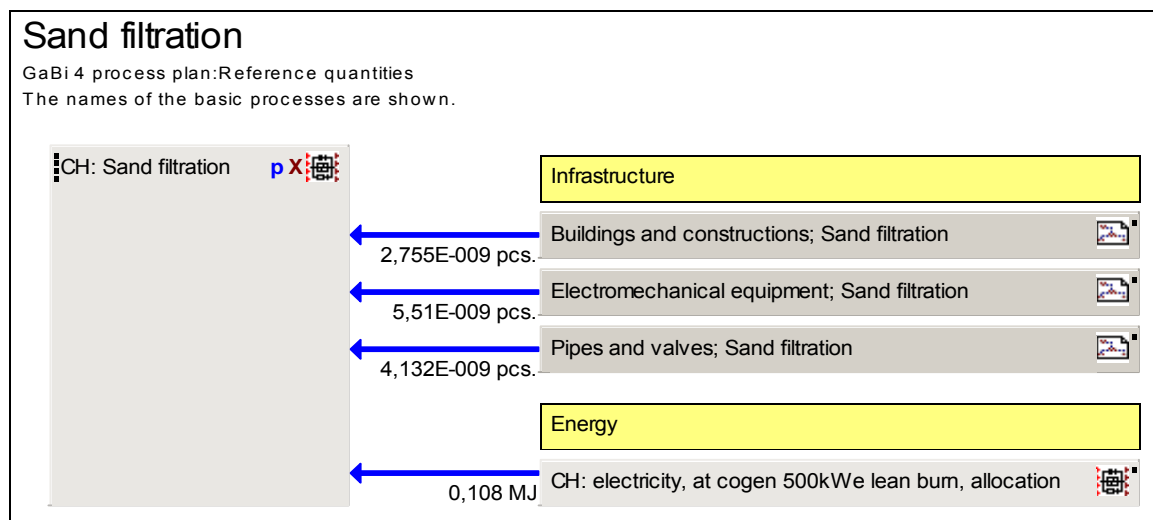 Sand filtration
GaBi 4 process plan:Reference quantities
The names of the basic processes are shown.
CH: Sand filtration p X
Infrastructure
Buildings and constructions; Sand filtration
2,755E-009 pcs.
Electromechanical equipment; Sand filtration
5,51E-009 pcs.
Pipes and valves; Sand filtration
4,132E-009 pcs.
Energy
CH: electricity, at cogen 500kWe lean burn, allocation
0,108 MJ